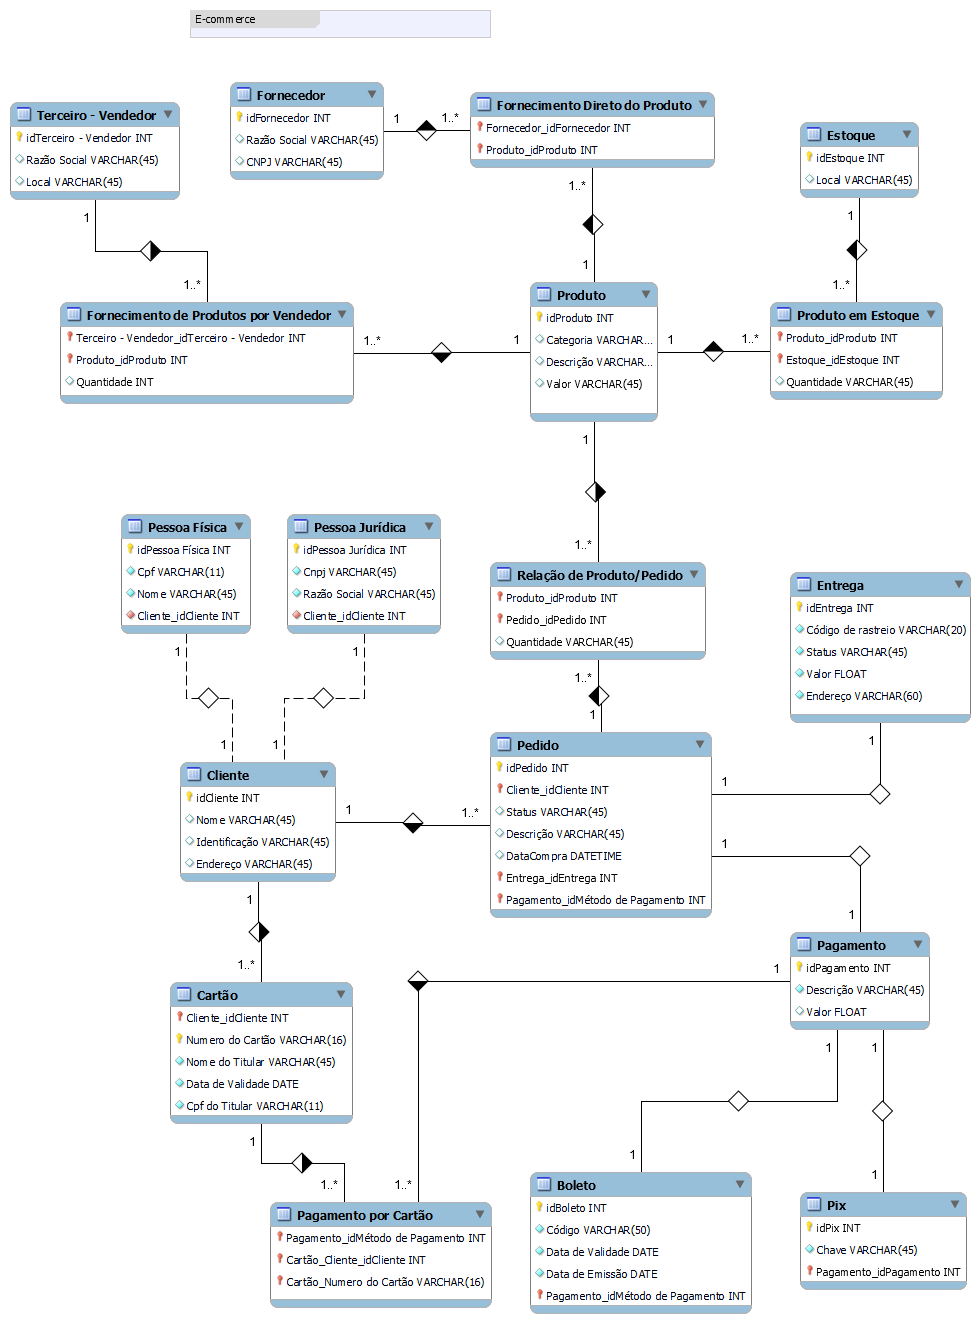 E-commerce
Terceiro - Vendedor
idTerceiro - Vendedor INT
Razão Social VARCHAR(45)
Local VARCHAR(45)
Fornecedor
idFornecedor INT
Razão Social VARCHAR(45)
CNPJ VARCHAR(45)
1
1..*
Fornecimento Direto do Produto
Fornecedor_idFornecedor INT
Produto_idProduto INT
Estoque
idEstoque INT
Local VARCHAR(45)
1
1..*
1..*
1
1
1..*
Fornecimento de Produtos por Vendedor
Terceiro - Vendedor_idTerceiro - Vendedor INT
Produto_idProduto INT
Quantidade INT
1..*
1
Produto
idProduto INT
Categoria VARCHAR...
Descrição VARCHAR...
Valor VARCHAR(45)
1
1..*
Produto em Estoque
Produto_idProduto INT
Estoque_idEstoque INT
Quantidade VARCHAR(45)
1
1..*
Pessoa Física
idPessoa Física INT
Cpf VARCHAR(11)
Nome VARCHAR(45)
Cliente_idCliente INT
Pessoa Jurídica
idPessoa Jurídica INT
Cnpj VARCHAR(45)
Razão Social VARCHAR(45)
Cliente_idCliente INT
Relação de Produto/Pedido
Produto_idProduto INT
Pedido_idPedido INT
Quantidade VARCHAR(45)
Entrega
idEntrega INT
Código de rastreio VARCHAR(20)
Status VARCHAR(45)
Valor FLOAT
Endereço VARCHAR(60)
1
1
1
1
1..*
1
1
1
Cliente
idCliente INT
Nome VARCHAR(45)
Identificação VARCHAR(45)
Endereço VARCHAR(45)
1
1..*
Pedido
idPedido INT
Cliente_idCliente INT
Status VARCHAR(45)
Descrição VARCHAR(45)
DataCompra DATETIME
Entrega_idEntrega INT
Pagamento_idMétodo de Pagamento INT
1
1
1
1..*
Pagamento
idPagamento INT
Descrição VARCHAR(45)
Valor FLOAT
1
Cartão
Cliente_idCliente INT
Numero do Cartão VARCHAR(16)
Nome do Titular VARCHAR(45)
Data de Validade DATE
Cpf do Titular VARCHAR(11)
1
1
1
1..*
1..*
1
1
Pagamento por Cartão
Pagamento_idMétodo de Pagamento INT
Cartão_Cliente_idCliente INT
Cartão_Numero do Cartão VARCHAR(16)
Boleto
idBoleto INT
Código VARCHAR(50)
Data de Validade DATE
Data de Emissão DATE
Pagamento_idMétodo de Pagamento INT
Pix
idPix INT
Chave VARCHAR(45)
Pagamento_idPagamento INT